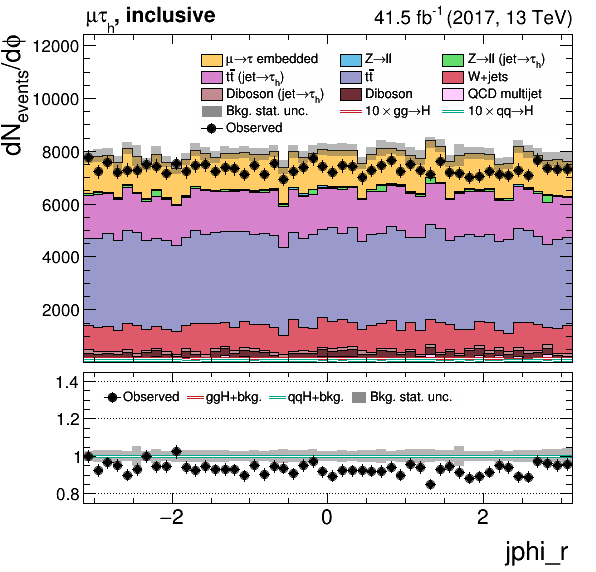 μτh, inclusive 41.5 fb⁻¹ (2017, 13 TeV)
dNevents/dϕ
12000
10000
8000
6000
4000
2000
μ→τ embedded Z→ll Z→ll (jet→τh)
tt̄ (jet→τh) tt̄ W+jets
Diboson (jet→τh) Diboson QCD multijet
Bkg. stat. unc. 10 × gg→H 10 × qq→H
Observed
1.4
1.2
1
0.8
Observed ggH+bkg. qqH+bkg. Bkg. stat. unc.
−2 0 2
jphi_r